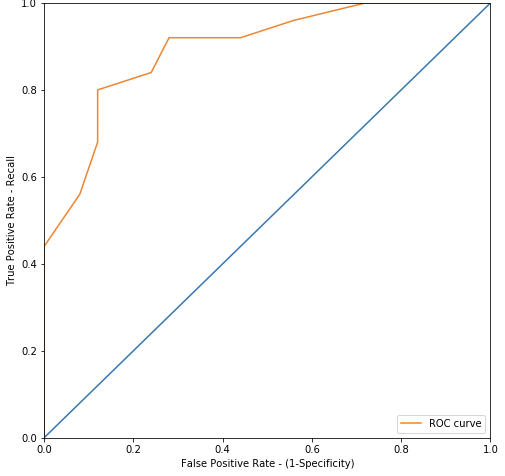 1.0
0.8
0.6
0.4
0.2
0.0
True Positive Rate - Recall
0.0 0.2 0.4 0.6 0.8 1.0
False Positive Rate - (1-Specificity)
ROC curve